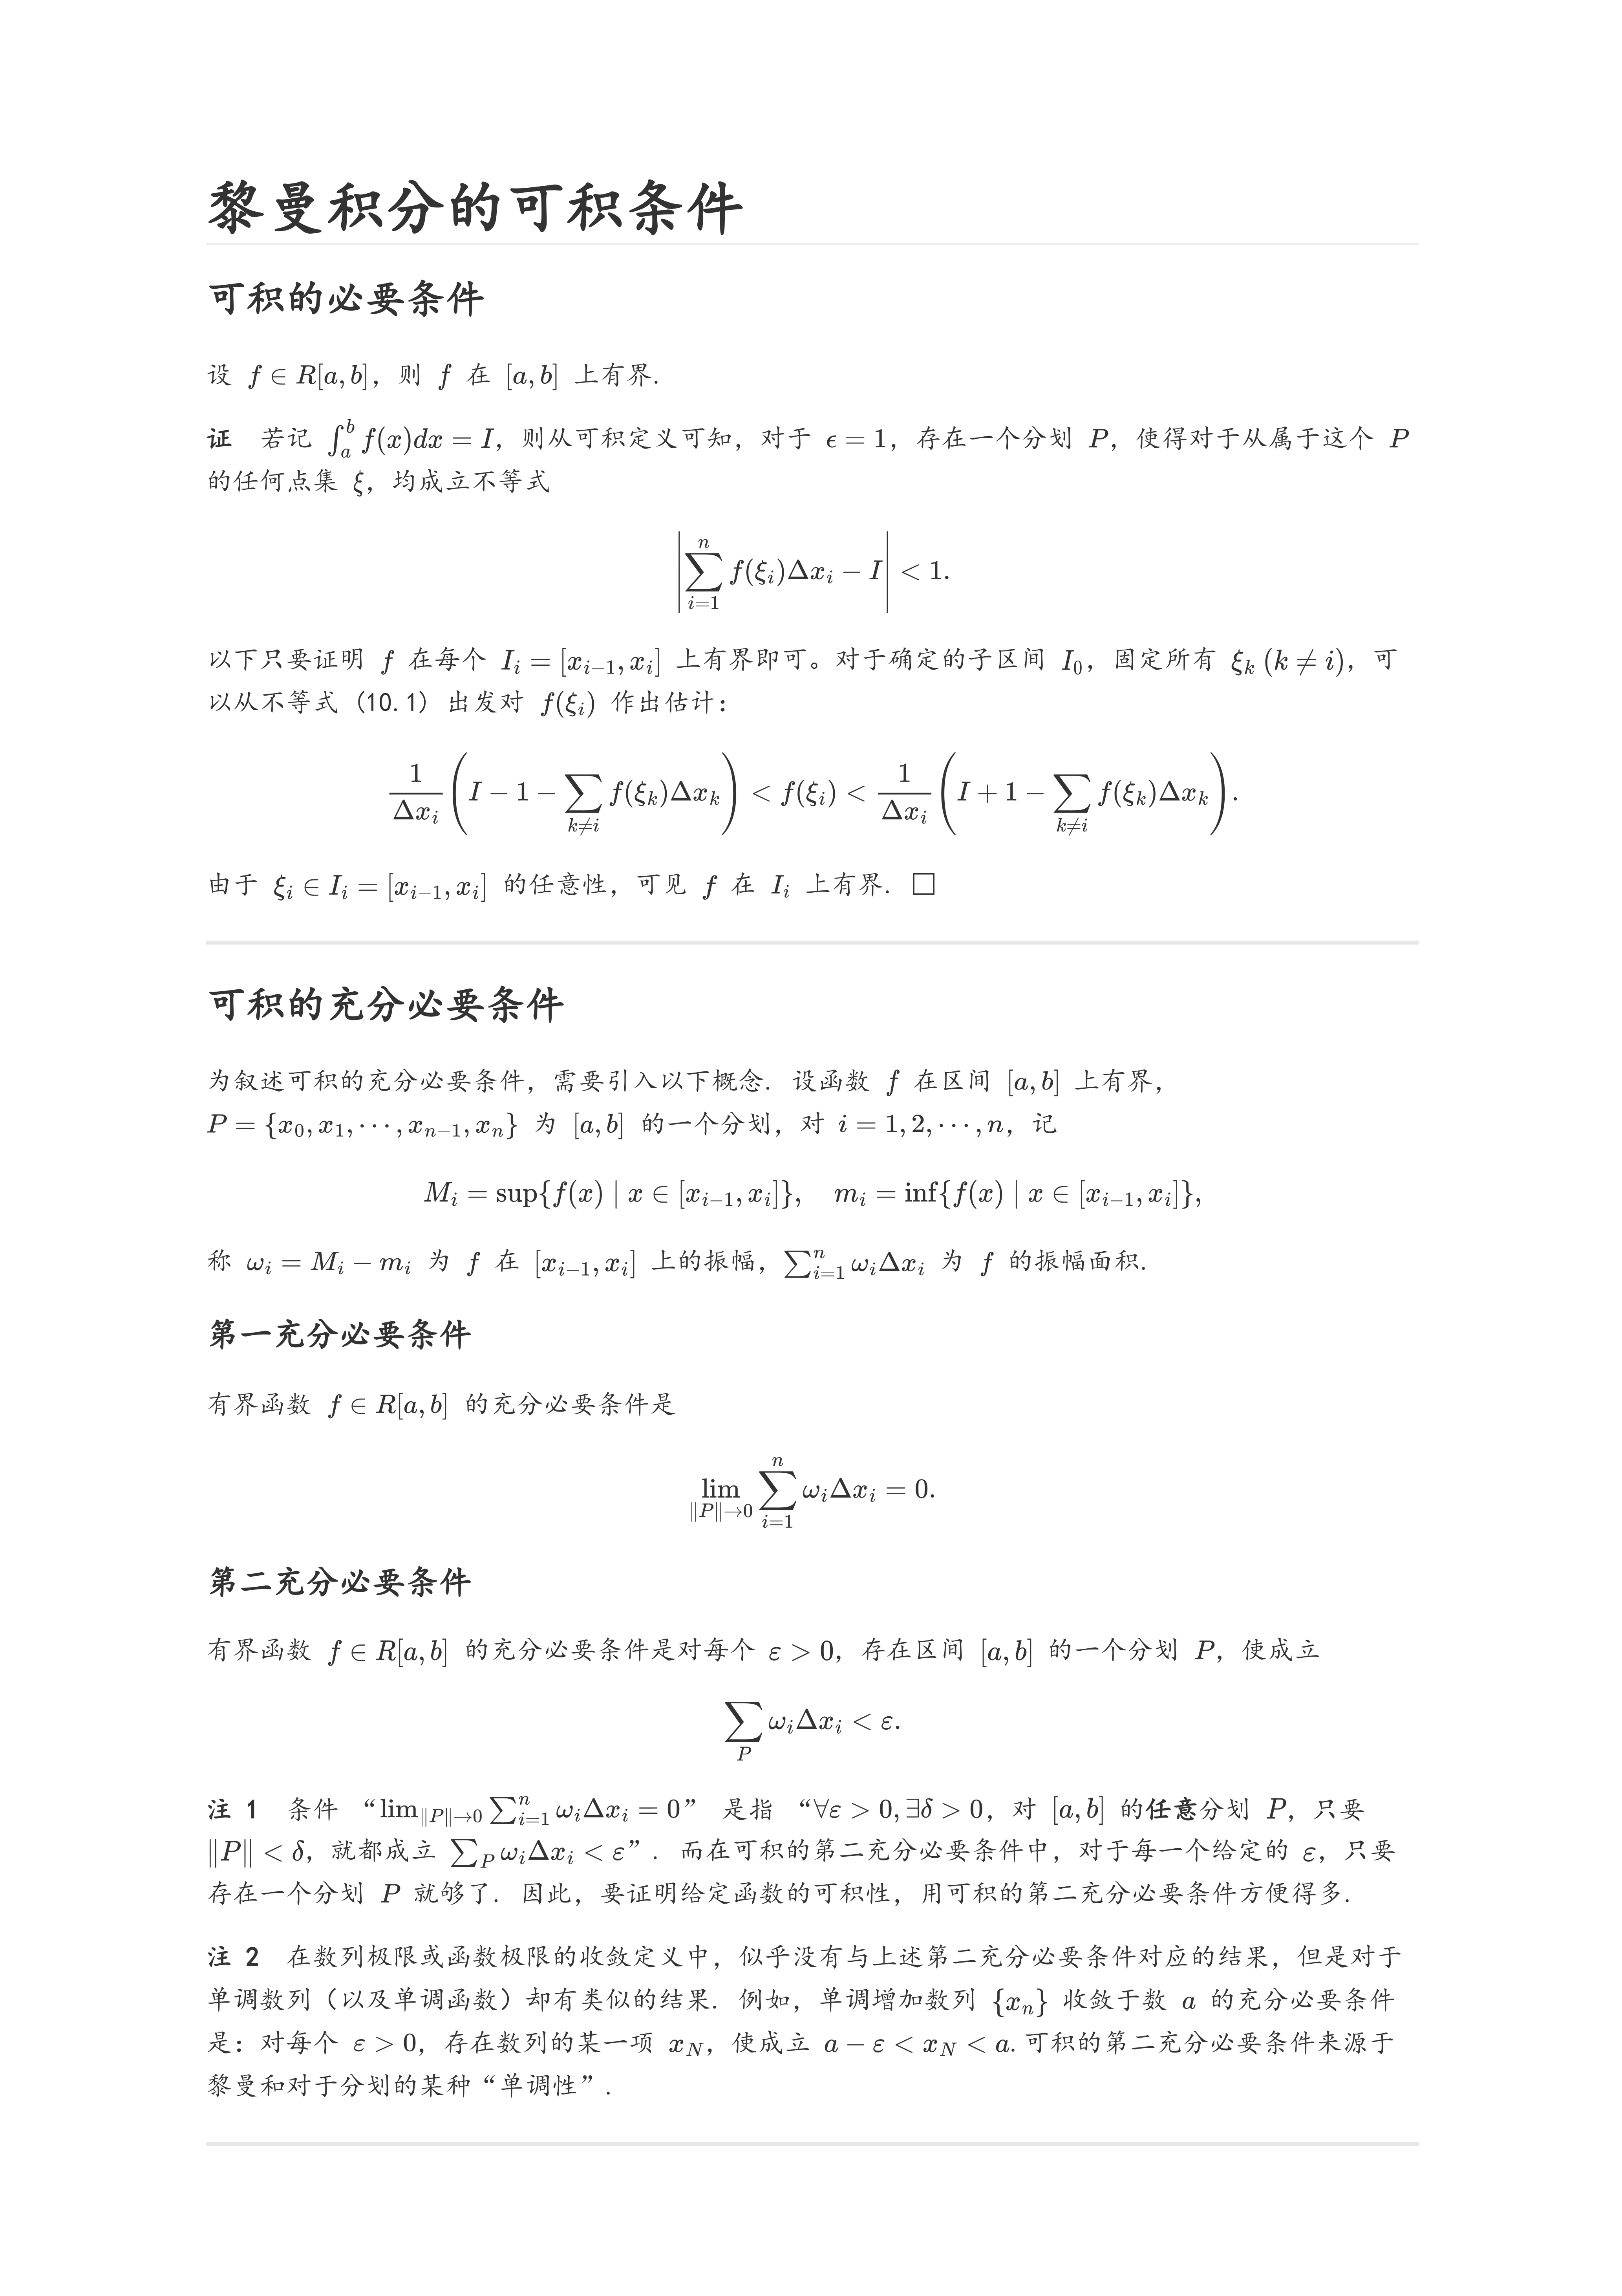 黎曼积分的可积条件
可积的必要条件
设 $f \in R[a, b]$，则 $f$ 在 $[a, b]$ 上有界.
证　若记 $\int_a^b f(x)dx = I$，则从可积定义可知，对于 $\epsilon = 1$，存在一个分划 $P$，使得对于从属于这个 $P$
的任何点集 $\xi$，均成立不等式
$$\left| \sum_{i=1}^{n} f(\xi_i)\Delta x_i - I \right| < 1.$$
以下只要证明 $f$ 在每个 $I_i = [x_{i-1}, x_i]$ 上有界即可。对于确定的子区间 $I_0$，固定所有 $\xi_k\ (k \neq i)$，可
以从不等式 (10.1) 出发对 $f(\xi_i)$ 作出估计：
$$\frac{1}{\Delta x_i}\left( I - 1 - \sum_{k \neq i} f(\xi_k)\Delta x_k \right) < f(\xi_i) < \frac{1}{\Delta x_i}\left( I + 1 - \sum_{k \neq i} f(\xi_k)\Delta x_k \right).$$
由于 $\xi_i \in I_i = [x_{i-1}, x_i]$ 的任意性，可见 $f$ 在 $I_i$ 上有界. □
可积的充分必要条件
为叙述可积的充分必要条件，需要引入以下概念. 设函数 $f$ 在区间 $[a, b]$ 上有界，
$P = \{x_0, x_1, \cdots, x_{n-1}, x_n\}$ 为 $[a, b]$ 的一个分划，对 $i = 1, 2, \cdots, n$，记
$$M_i = \sup\{f(x) \mid x \in [x_{i-1}, x_i]\}, \quad m_i = \inf\{f(x) \mid x \in [x_{i-1}, x_i]\},$$
称 $\omega_i = M_i - m_i$ 为 $f$ 在 $[x_{i-1}, x_i]$ 上的振幅，$\sum_{i=1}^{n} \omega_i \Delta x_i$ 为 $f$ 的振幅面积.
第一充分必要条件
有界函数 $f \in R[a, b]$ 的充分必要条件是
$$\lim_{\|P\| \to 0} \sum_{i=1}^{n} \omega_i \Delta x_i = 0.$$
第二充分必要条件
有界函数 $f \in R[a, b]$ 的充分必要条件是对每个 $\varepsilon > 0$，存在区间 $[a, b]$ 的一个分划 $P$，使成立
$$\sum_{P} \omega_i \Delta x_i < \varepsilon.$$
注 1　条件 “$\lim_{\|P\| \to 0} \sum_{i=1}^{n} \omega_i \Delta x_i = 0$” 是指 “$\forall \varepsilon > 0, \exists \delta > 0$，对 $[a, b]$ 的任意分划 $P$，只要
$\|P\| < \delta$，就都成立 $\sum_P \omega_i \Delta x_i < \varepsilon$”. 而在可积的第二充分必要条件中，对于每一个给定的 $\varepsilon$，只要
存在一个分划 $P$ 就够了. 因此，要证明给定函数的可积性，用可积的第二充分必要条件方便得多.
注 2　在数列极限或函数极限的收敛定义中，似乎没有与上述第二充分必要条件对应的结果，但是对于
单调数列（以及单调函数）却有类似的结果. 例如，单调增加数列 $\{x_n\}$ 收敛于数 $a$ 的充分必要条件
是：对每个 $\varepsilon > 0$，存在数列的某一项 $x_N$，使成立 $a - \varepsilon < x_N < a$. 可积的第二充分必要条件来源于
黎曼和对于分划的某种“单调性”.